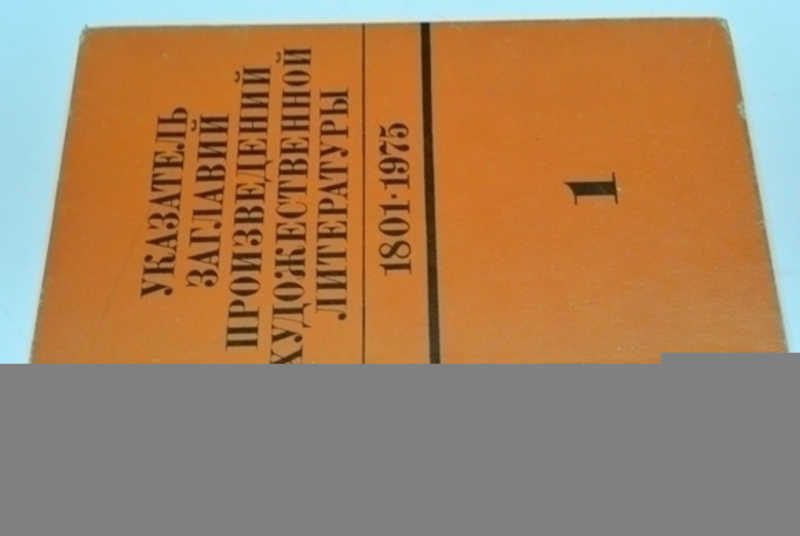 УКАЗАТЕЛЬ
ЗАГЛАВИЙ
ПРОИЗВЕДЕНИЙ
ХУДОЖЕСТВЕННОЙ
ЛИТЕРАТУРЫ
1801·1975
1